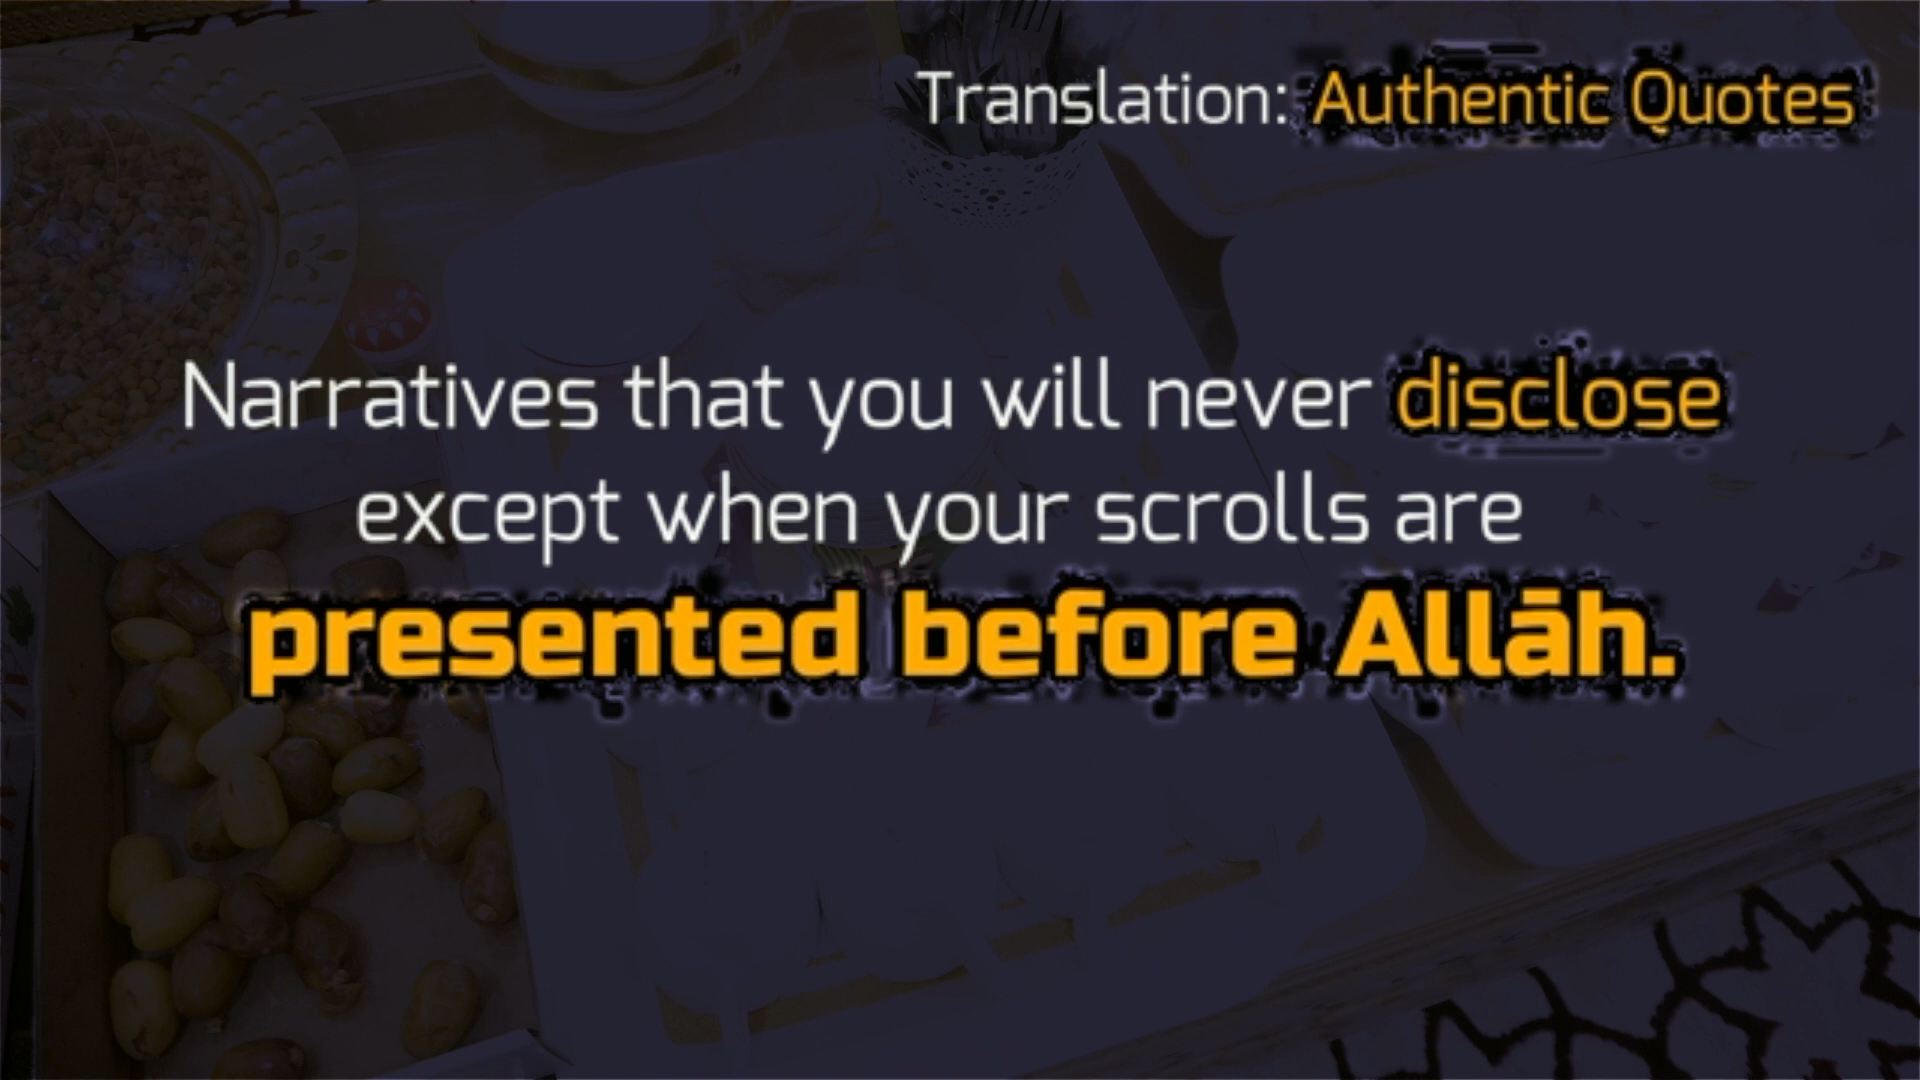 Translation: Authentic Quotes
Narratives that you will never disclose
except when your scrolls are
presented before Allāh.